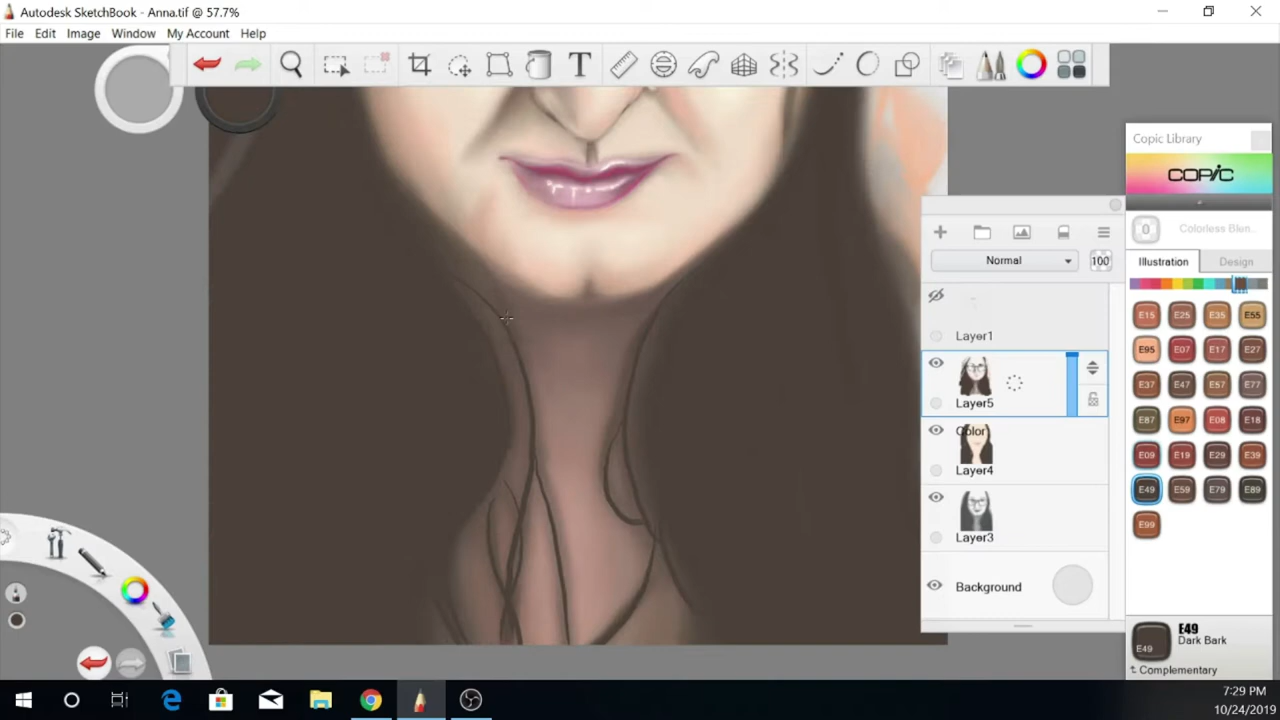 Autodesk SketchBook - Anna.tif @ 57.7%
File Edit Image Window My Account Help
T
Copic Library
COPIC
0 Colorless Blen...
Normal 100
Illustration Design
Layer1
E15 E25 E35 E55
E95 E07 E17 E27
Layer5
E37 E47 E57 E77
E87 E97 E08 E18
Color
Layer4
E09 E19 E29 E39
E49 E59 E79 E89
Layer3
E99
Background
E49
Dark Bark
E49
Complementary
7:29 PM
10/24/2019